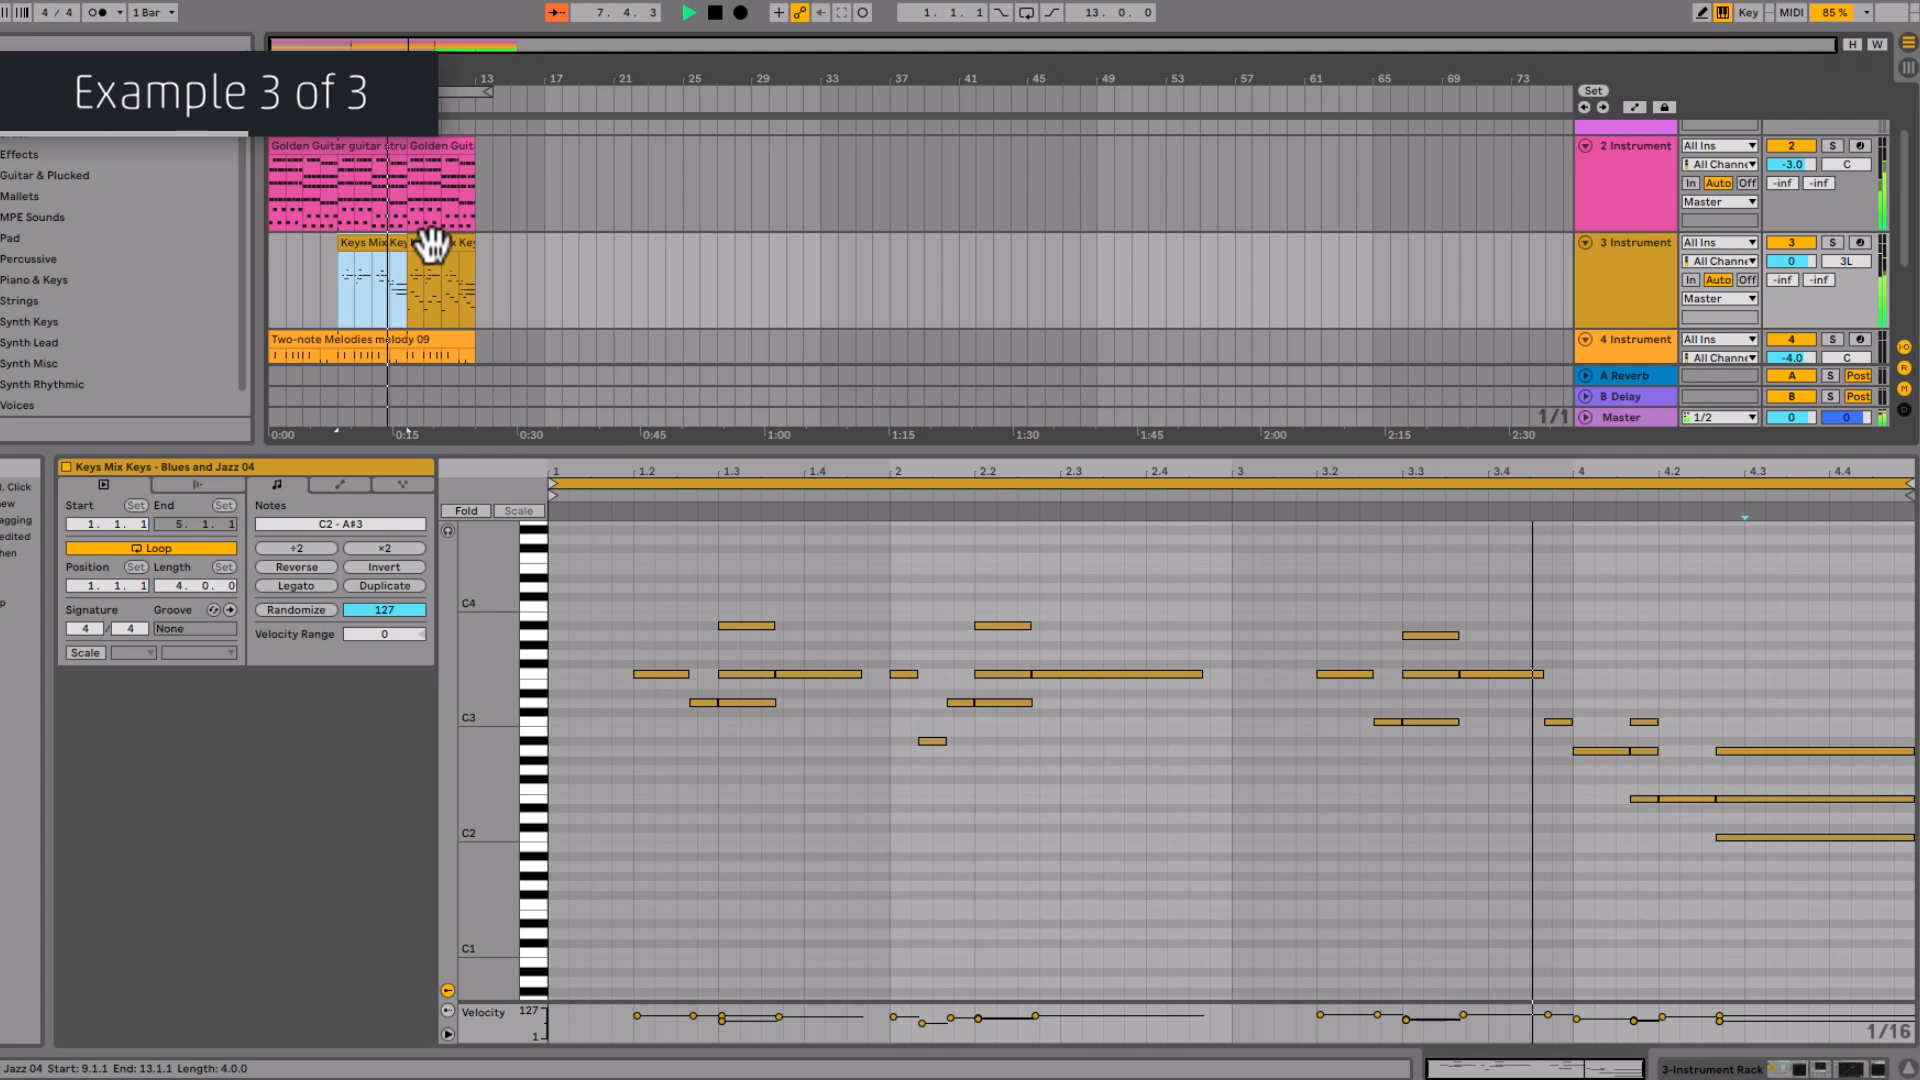 4 / 4
1 Bar
7. 4. 3
1. 1. 1
13. 0. 0
Key
MIDI
85 %
H W
Example 3 of 3
13 17 21 25 29 33 37 41 45 49 53 57 61 65 69 73
Set
Effects
Guitar & Plucked
Mallets
MPE Sounds
Pad
Percussive
Piano & Keys
Strings
Synth Keys
Synth Lead
Synth Misc
Synth Rhythmic
Voices
Golden Guitar guitar stru Golden Guit
Keys Mix Key x Key
Two-note Melodies melody 09
2 Instrument All Ins 2 S
All Channe -3.0 C
In Auto Off -inf -inf
Master
3 Instrument All Ins 3 S
All Channe 0 3L
In Auto Off -inf -inf
Master
4 Instrument All Ins 4 S
All Channe -4.0 C
A Reverb A S Post
B Delay B S Post
Master 1/2 0 0
1/1
0:00 0:15 0:30 0:45 1:00 1:15 1:30 1:45 2:00 2:15 2:30
. Click
ew
agging
edited
hen
p
Keys Mix Keys - Blues and Jazz 04
Start Set End Set
1. 1. 1 5. 1. 1
Loop
Position Set Length Set
1. 1. 1 4. 0. 0
Signature Groove
4 / 4 None
Scale
Notes
C2 - A#3
÷2 ×2
Reverse Invert
Legato Duplicate
Randomize 127
Velocity Range 0
1 1.2 1.3 1.4 2 2.2 2.3 2.4 3 3.2 3.3 3.4 4 4.2 4.3 4.4
Fold Scale
C4
C3
C2
C1
Velocity 127
1
1/16
Jazz 04 Start: 9.1.1 End: 13.1.1 Length: 4.0.0
3-Instrument Rack